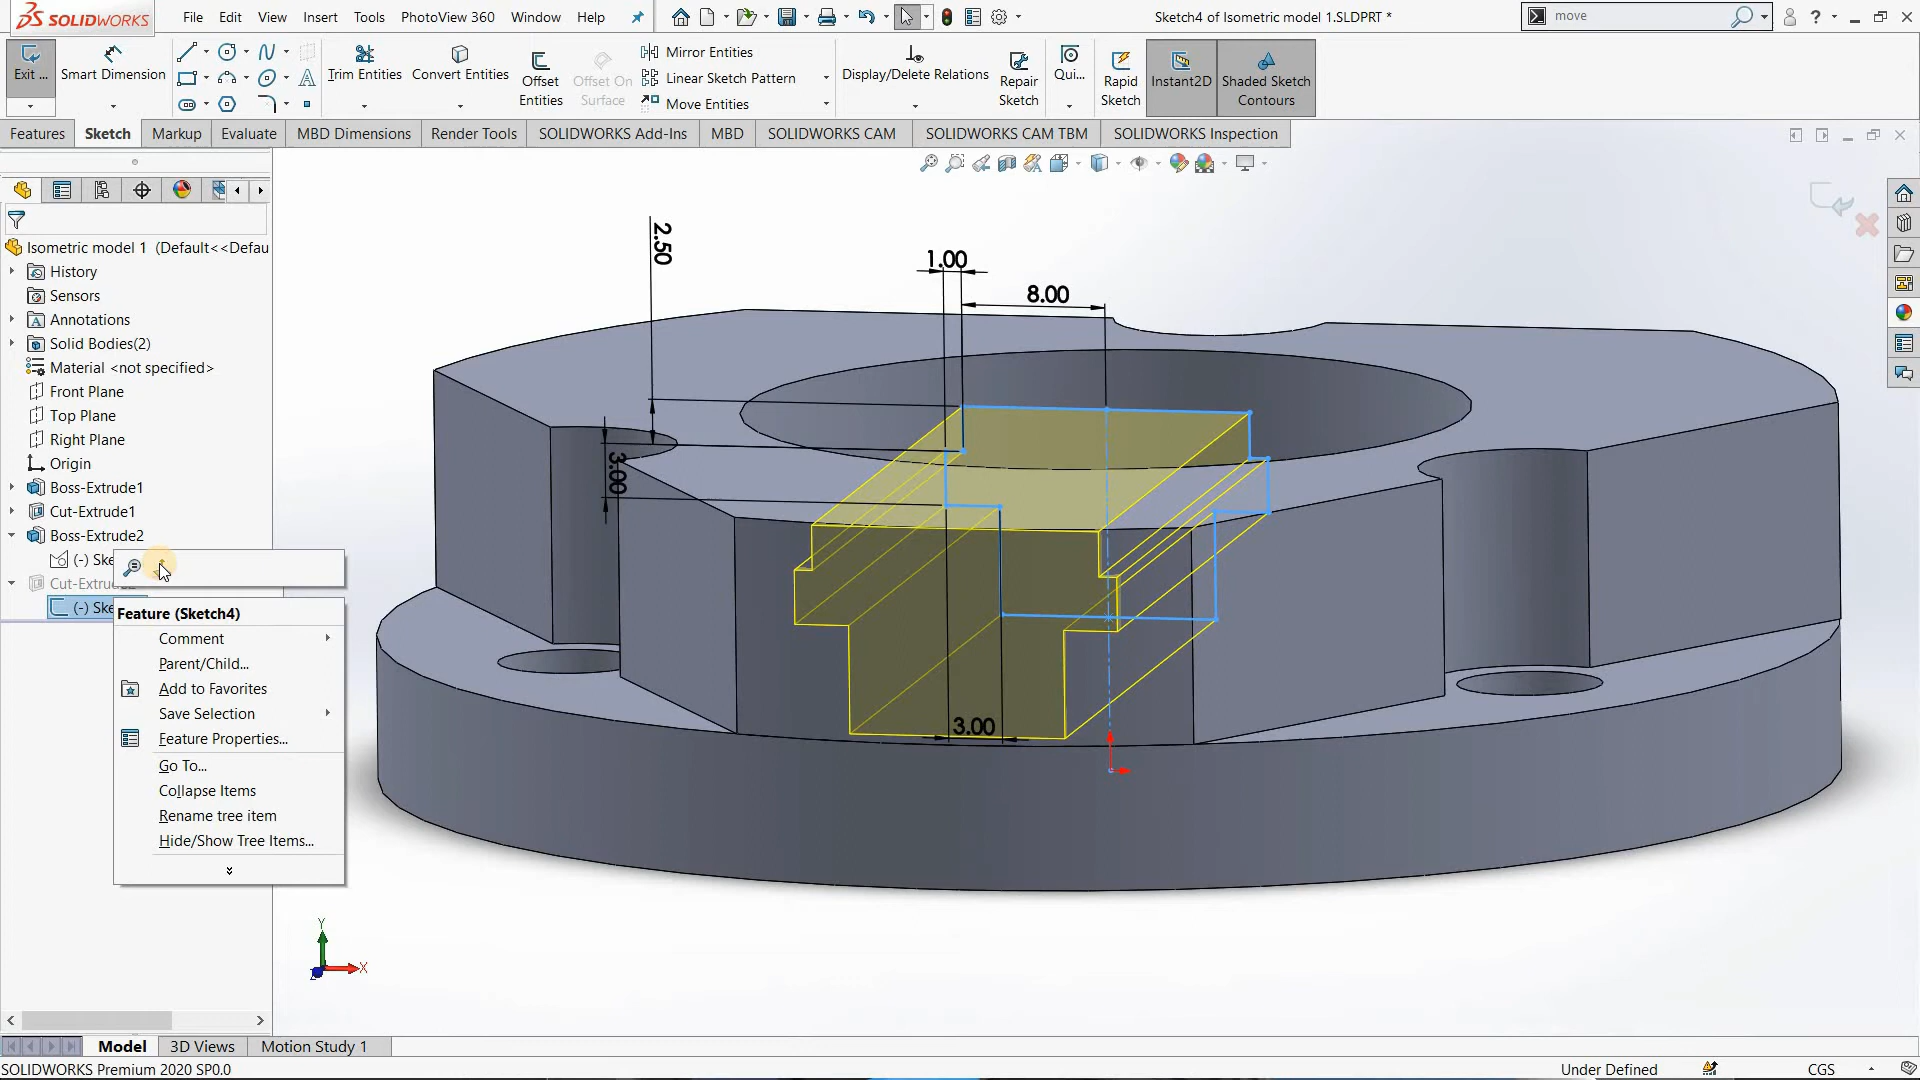 SOLIDWORKS File Edit View Insert Tools PhotoView 360 Window Help Sketch4 of Isometric model 1.SLDPRT * move
Exit ... Smart Dimension Trim Entities Convert Entities Offset Entities Offset On Surface Mirror Entities Linear Sketch Pattern Move Entities Display/Delete Relations Repair Sketch Qui... Rapid Sketch Instant2D Shaded Sketch Contours
Features Sketch Markup Evaluate MBD Dimensions Render Tools SOLIDWORKS Add-Ins MBD SOLIDWORKS CAM SOLIDWORKS CAM TBM SOLIDWORKS Inspection
Isometric model 1 (Default<<Defau
History
Sensors
Annotations
Solid Bodies(2)
Material <not specified>
Front Plane
Top Plane
Right Plane
Origin
Boss-Extrude1
Cut-Extrude1
Boss-Extrude2
(-) Ske
Cut-Extrude
(-) Ske
Feature (Sketch4)
Comment
Parent/Child...
Add to Favorites
Save Selection
Feature Properties...
Go To...
Collapse Items
Rename tree item
Hide/Show Tree Items...
2.50
1.00
8.00
3.00
3.00
Y
X
Z
Model 3D Views Motion Study 1
SOLIDWORKS Premium 2020 SP0.0 Under Defined CGS